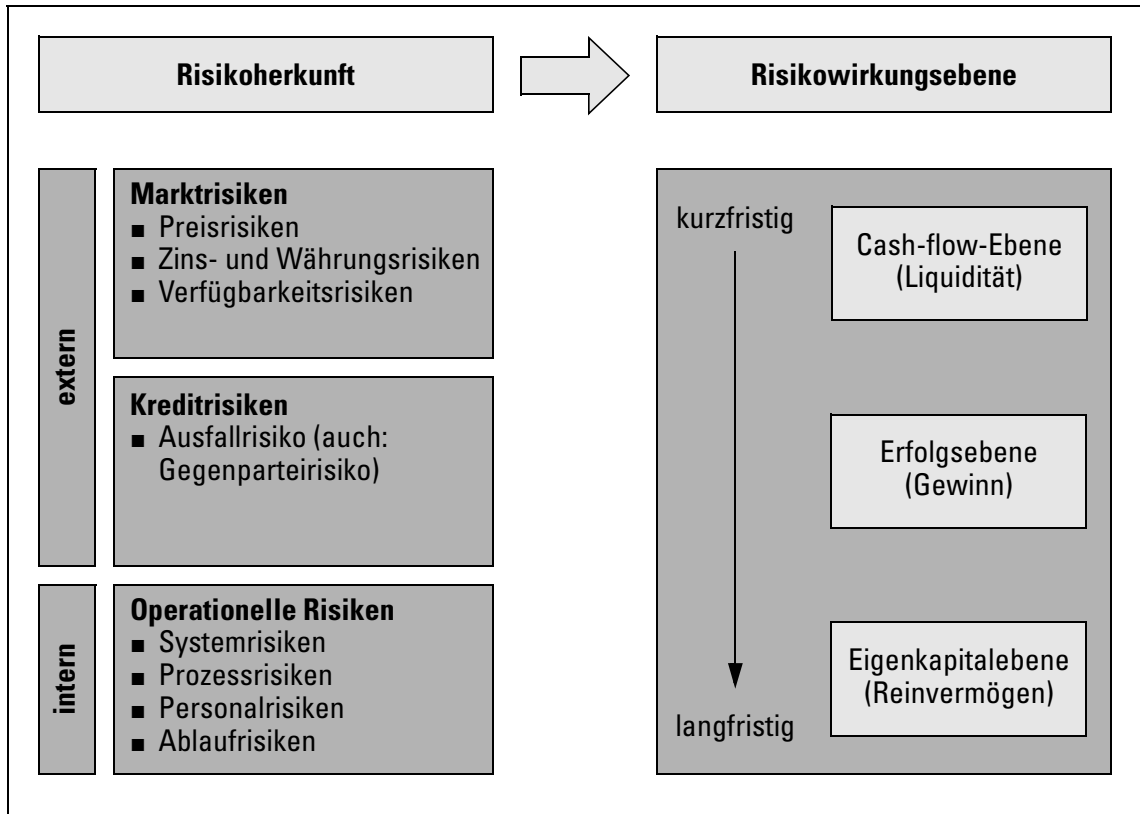 Risikoherkunft
Risikowirkungsebene
extern
Marktrisiken
■ Preisrisiken
■ Zins- und Währungsrisiken
■ Verfügbarkeitsrisiken
Kreditrisiken
■ Ausfallrisiko (auch:
Gegenparteirisiko)
intern
Operationelle Risiken
■ Systemrisiken
■ Prozessrisiken
■ Personalrisiken
■ Ablaufrisiken
kurzfristig
Cash-flow-Ebene
(Liquidität)
Erfolgsebene
(Gewinn)
Eigenkapitalebene
(Reinvermögen)
langfristig